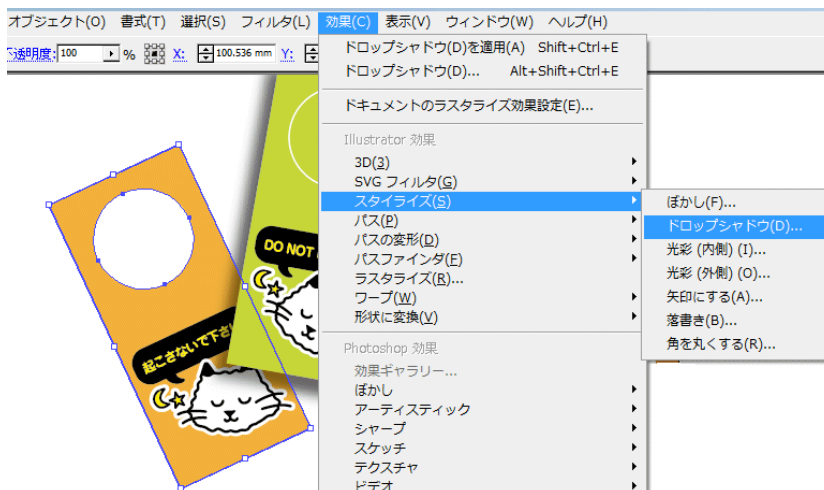 オブジェクト(O) 書式(T) 選択(S) フィルタ(L) 効果(C) 表示(V) ウィンドウ(W) ヘルプ(H)
不透明度: 100 % X: 100.536 mm Y:
ドロップシャドウ(D)を適用(A) Shift+Ctrl+E
ドロップシャドウ(D)... Alt+Shift+Ctrl+E
ドキュメントのラスタライズ効果設定(E)...
Illustrator 効果
3D(3)
SVG フィルタ(G)
スタイライズ(S)
パス(P)
パスの変形(D)
パスファインダ(F)
ラスタライズ(R)...
ワープ(W)
形状に変換(V)
Photoshop 効果
効果ギャラリー...
ぼかし
アーティスティック
シャープ
スケッチ
テクスチャ
ビデオ
ぼかし(F)...
ドロップシャドウ(D)...
光彩 (内側) (I)...
光彩 (外側) (O)...
矢印にする(A)...
落書き(B)...
角を丸くする(R)...
DO NOT
起こさないで下さい